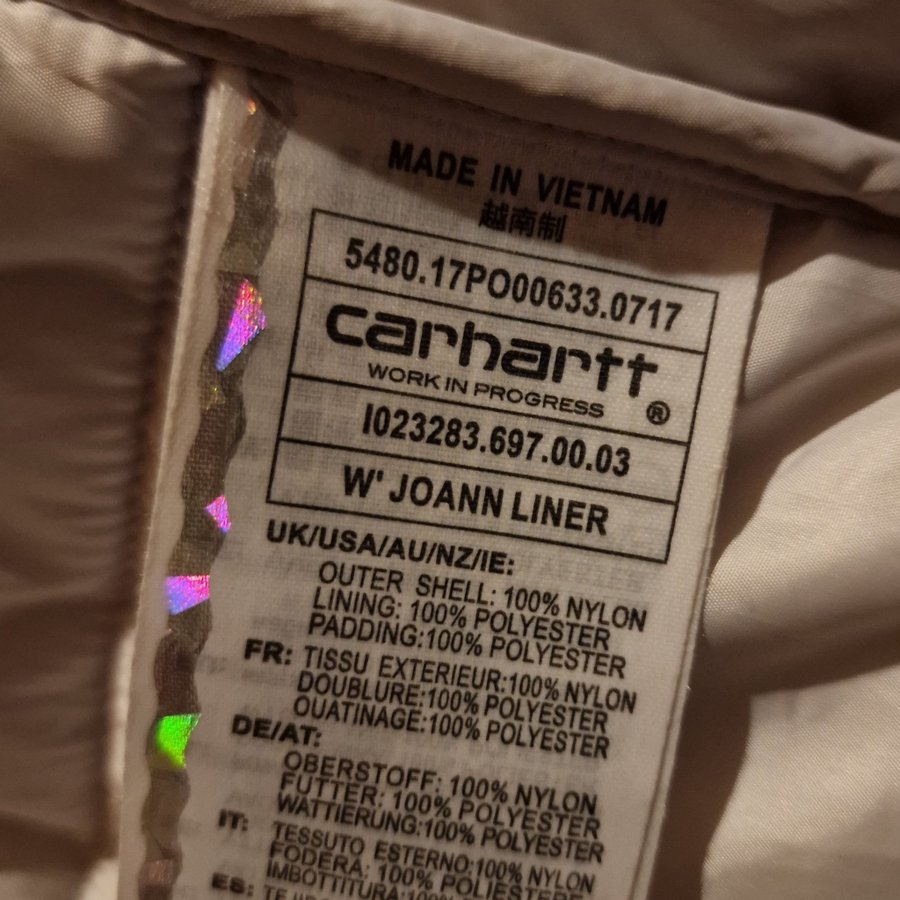 MADE IN VIETNAM
越南制
5480.17PO00633.0717
carhartt
WORK IN PROGRESS ®
I023283.697.00.03
W' JOANN LINER
UK/USA/AU/NZ/IE:
OUTER SHELL: 100% NYLON
LINING: 100% POLYESTER
PADDING:100% POLYESTER
FR: TISSU EXTERIEUR:100% NYLON
DOUBLURE:100% POLYESTER
OUATINAGE:100% POLYESTER
DE/AT:
OBERSTOFF: 100% NYLON
FUTTER: 100% POLYESTER
WATTIERUNG:100% POLYESTER
IT: TESSUTO ESTERNO:100% NYLON
FODERA: 100% POLIESTERE
IMBOTTITURA:100%
ES: